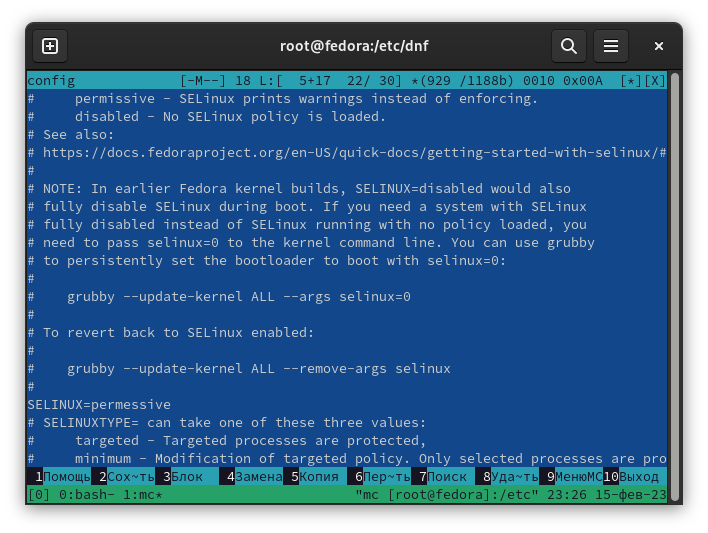 root@fedora:/etc/dnf
config [-M--] 18 L:[ 5+17 22/ 30] *(929 /1188b) 0010 0x00A [*][X]
# permissive – SELinux prints warnings instead of enforcing.
# disabled – No SELinux policy is loaded.
# See also:
# https://docs.fedoraproject.org/en-US/quick-docs/getting-started-with-selinux/#
#
# NOTE: In earlier Fedora kernel builds, SELINUX=disabled would also
# fully disable SELinux during boot. If you need a system with SELinux
# fully disabled instead of SELinux running with no policy loaded, you
# need to pass selinux=0 to the kernel command line. You can use grubby
# to persistently set the bootloader to boot with selinux=0:
#
# grubby --update-kernel ALL --args selinux=0
#
# To revert back to SELinux enabled:
#
# grubby --update-kernel ALL --remove-args selinux
#
SELINUX=permessive
# SELINUXTYPE= can take one of these three values:
# targeted – Targeted processes are protected,
# minimum – Modification of targeted policy. Only selected processes are pro
1Помощь 2Сох~ть 3Блок 4Замена 5Копия 6Пер~ть 7Поиск 8Уда~ть 9МенюMC 10Выход
[0] 0:bash- 1:mc* "mc [root@fedora]:/etc" 23:26 15-фев-23